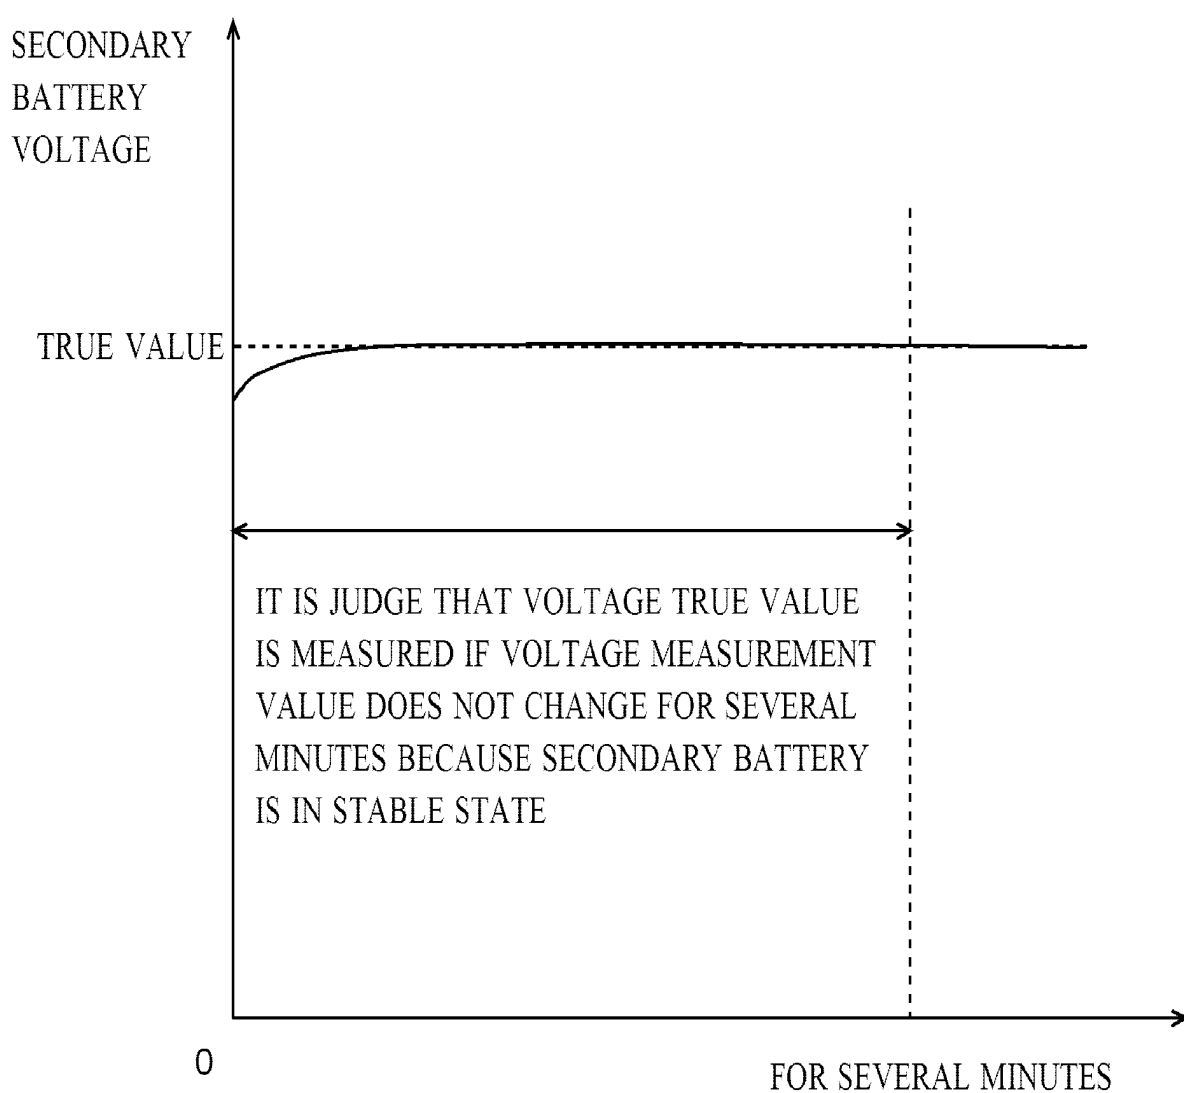 SECONDARY
BATTERY
VOLTAGE
TRUE VALUE
IT IS JUDGE THAT VOLTAGE TRUE VALUE
IS MEASURED IF VOLTAGE MEASUREMENT
VALUE DOES NOT CHANGE FOR SEVERAL
MINUTES BECAUSE SECONDARY BATTERY
IS IN STABLE STATE
0
FOR SEVERAL MINUTES